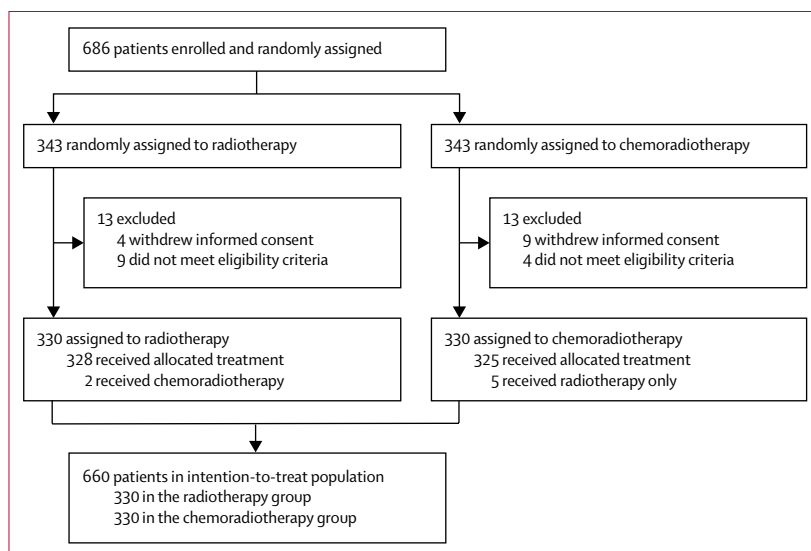 686 patients enrolled and randomly assigned
343 randomly assigned to radiotherapy
343 randomly assigned to chemoradiotherapy
13 excluded
4 withdrew informed consent
9 did not meet eligibility criteria
13 excluded
9 withdrew informed consent
4 did not meet eligibility criteria
330 assigned to radiotherapy
328 received allocated treatment
2 received chemoradiotherapy
330 assigned to chemoradiotherapy
325 received allocated treatment
5 received radiotherapy only
660 patients in intention-to-treat population
330 in the radiotherapy group
330 in the chemoradiotherapy group